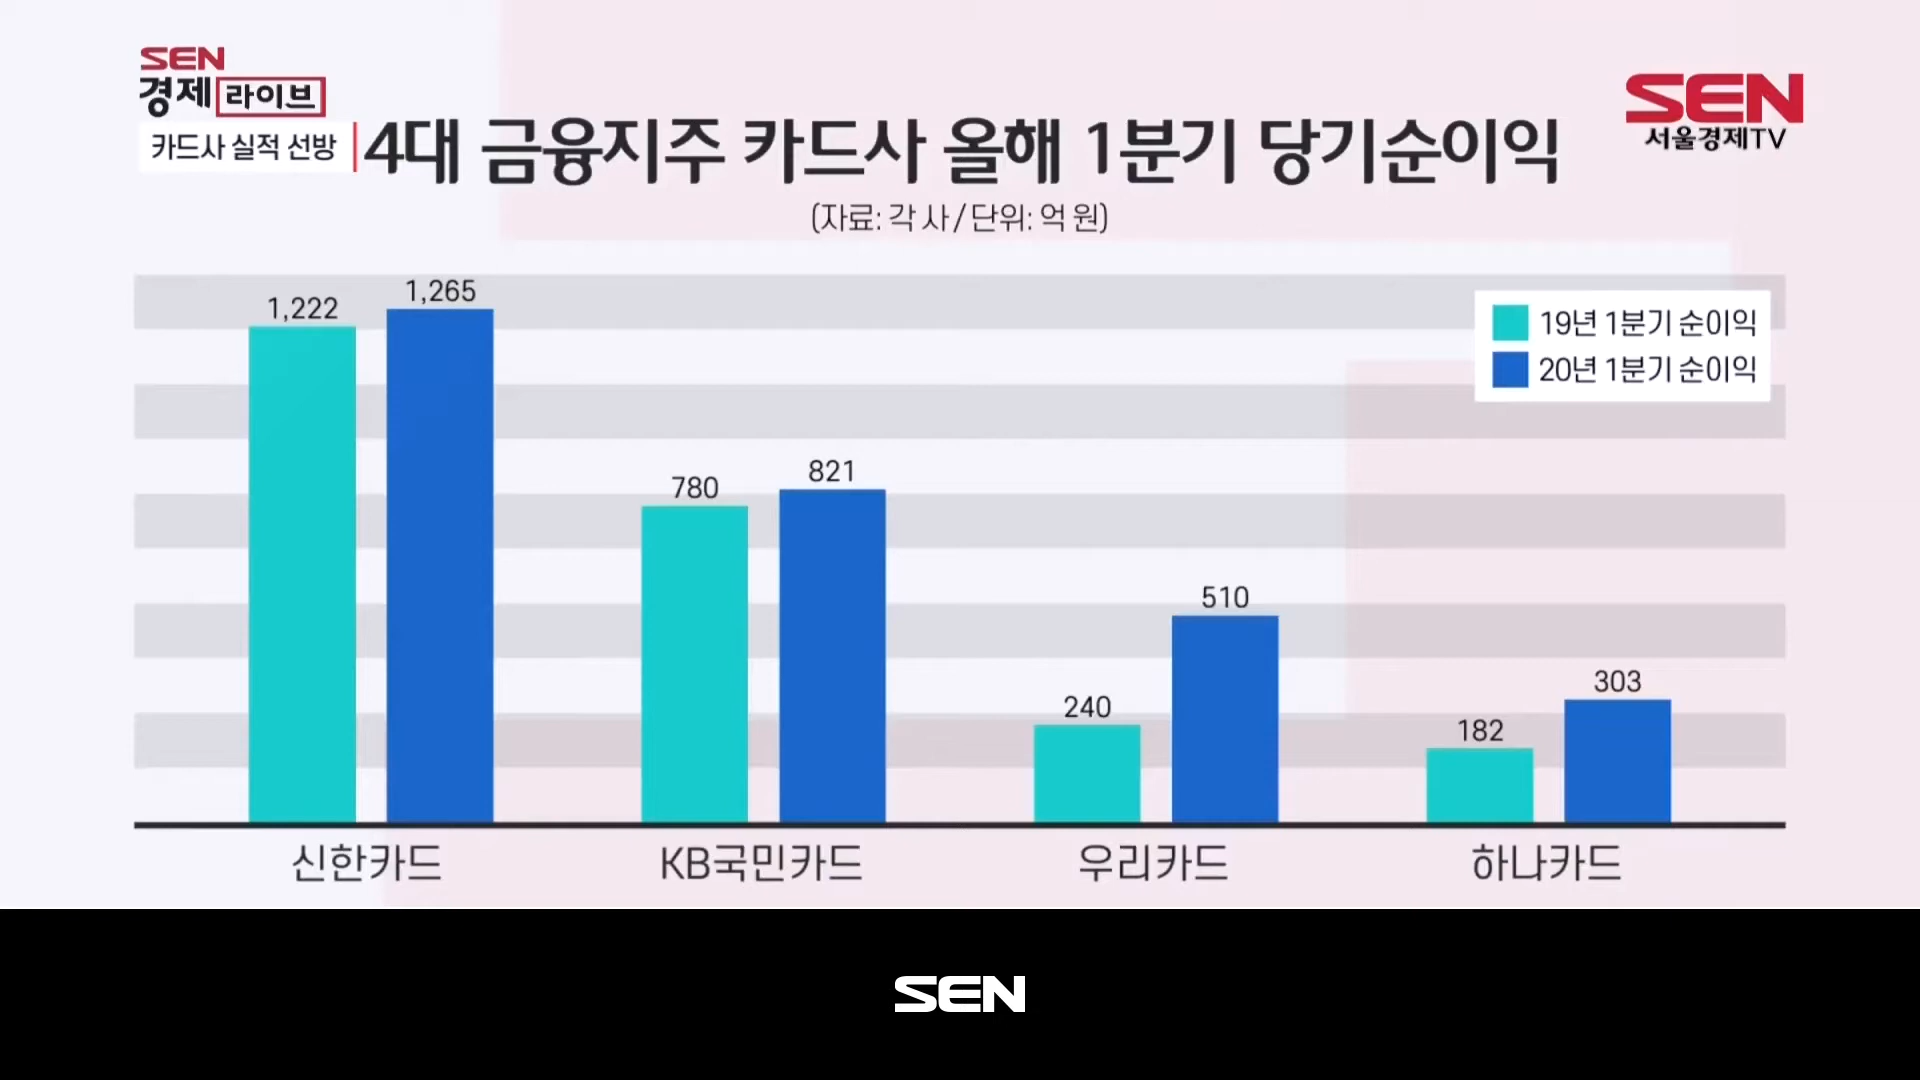 SEN
경제라이브
카드사 실적 선방
4대 금융지주 카드사 올해 1분기 당기순이익
(자료: 각 사 / 단위: 억 원)
SEN
서울경제TV
19년 1분기 순이익
20년 1분기 순이익
1,222
1,265
780
821
240
510
182
303
신한카드
KB국민카드
우리카드
하나카드
SEN